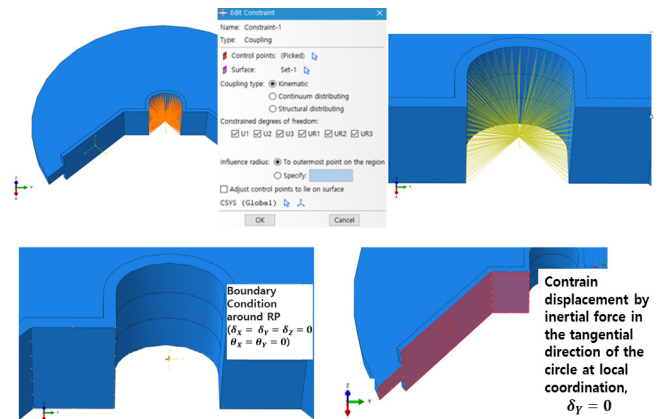 Edit Constraint
Name: Constraint-1
Type: Coupling
Control points: (Picked)
Surface: Set-1
Coupling type: Kinematic
Continuum distributing
Structural distributing
Constrained degrees of freedom:
U1 U2 U3 UR1 UR2 UR3
Influence radius: To outermost point on the region
Specify:
Adjust control points to lie on surface
CSYS (Global)
OK Cancel
Boundary
Condition
around RP
(δX = δY = δZ = 0
θX = θY = 0)
Contrain
displacement by
inertial force in
the tangential
direction of the
circle at local
coordination,
δY = 0